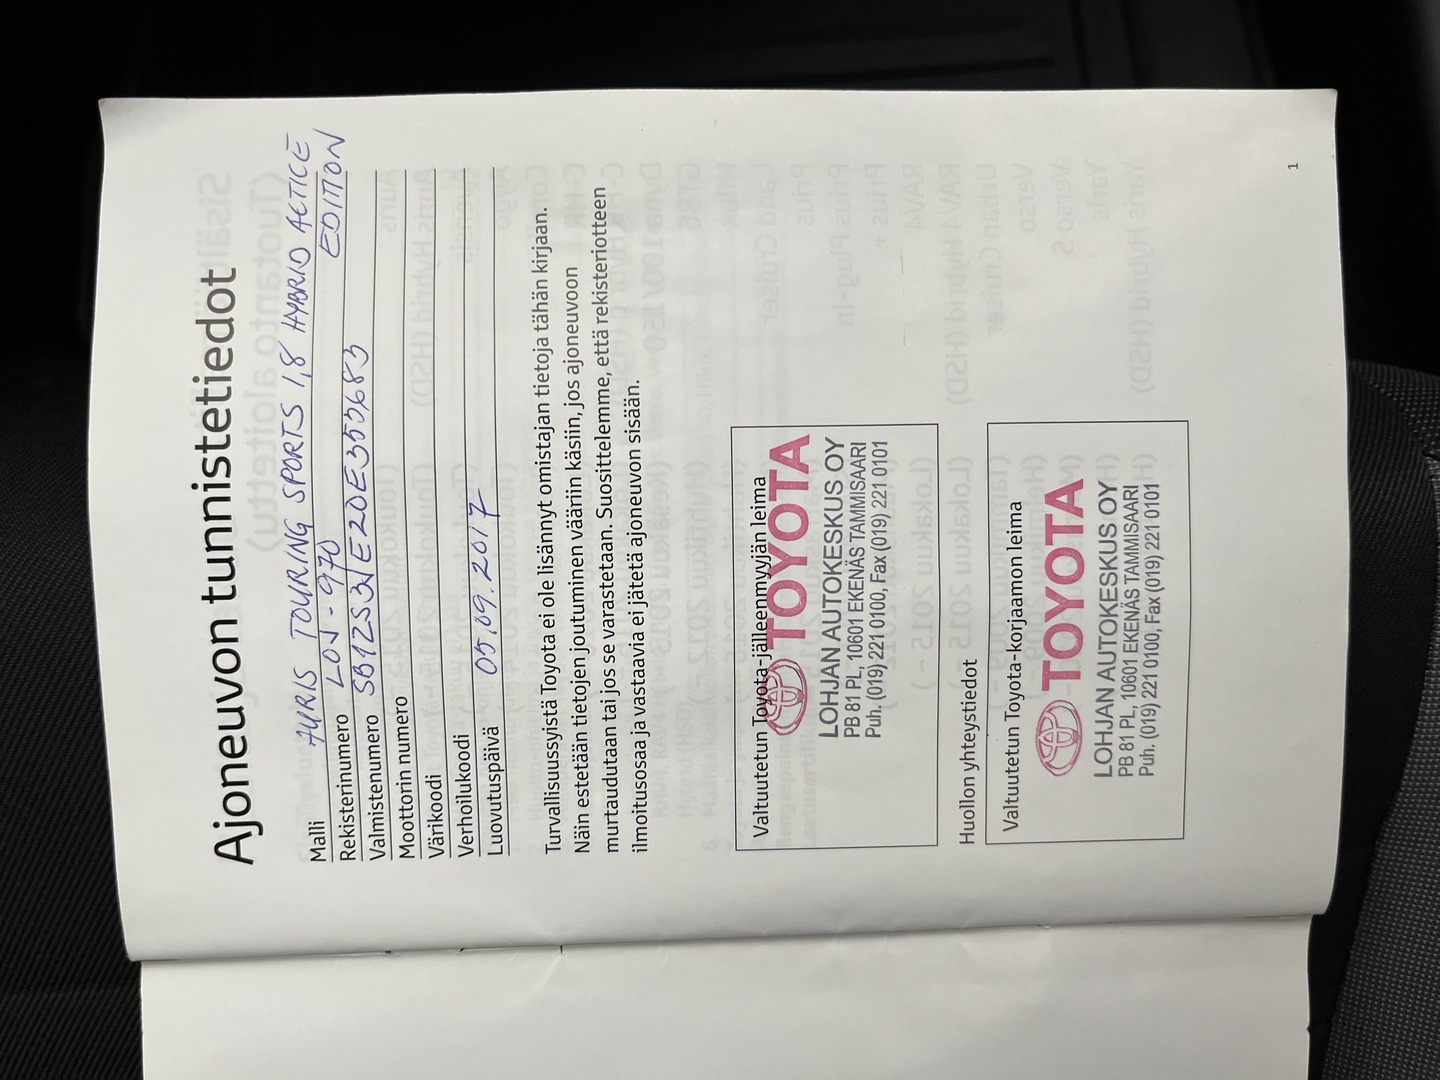 Ajoneuvon tunnistetiedot
Malli AURIS TOURING SPORTS 1,8 HYBRID ACTICE
EDITION
Rekisterinumero LOJ-970
Valmistenumero SB1ZS3JE20E355683
Moottorin numero
Värikoodi
Verhoilukoodi
Luovutuspäivä 05.09.2017
Turvallisuussyistä Toyota ei ole lisännyt omistajan tietoja tähän kirjaan.
Näin estetään tietojen joutuminen vääriin käsiin, jos ajoneuvoon
murtaudutaan tai jos se varastetaan. Suosittelemme, että rekisteriotteen
ilmoitusosaa ja vastaavia ei jätetä ajoneuvon sisään.
Valtuutetun Toyota-jälleenmyyjän leima
TOYOTA
LOHJAN AUTOKESKUS OY
PB 81 PL, 10601 EKENÄS TAMMISAARI
Puh. (019) 221 0100, Fax (019) 221 0101
Huollon yhteystiedot
Valtuutetun Toyota-korjaamon leima
TOYOTA
LOHJAN AUTOKESKUS OY
PB 81 PL, 10601 EKENÄS TAMMISAARI
Puh. (019) 221 0100, Fax (019) 221 0101
1